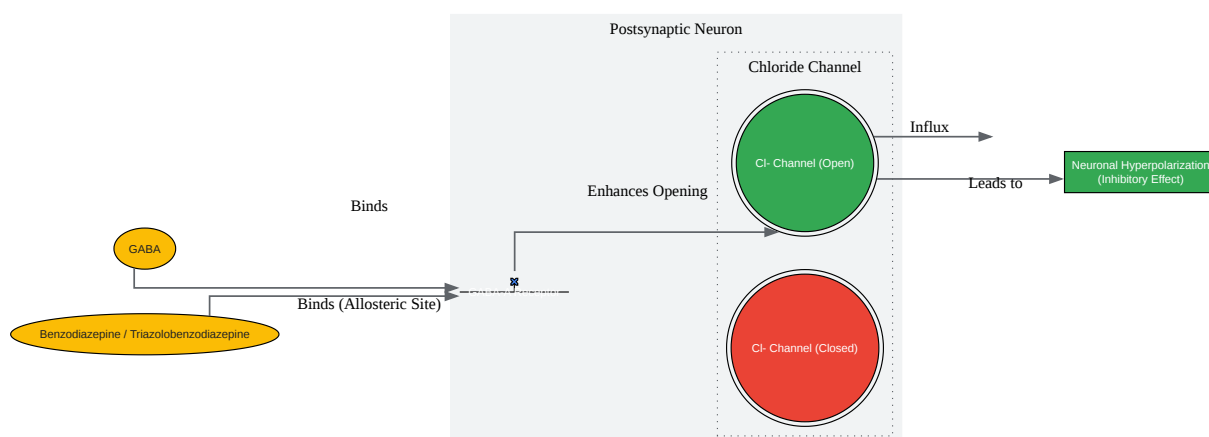 Postsynaptic Neuron
Chloride Channel
Cl- Channel (Open)
Influx
Neuronal Hyperpolarization
(Inhibitory Effect)
Leads to
Enhances Opening
Binds
GABA
Binds (Allosteric Site)
Benzodiazepine / Triazolobenzodiazepine
Cl- Channel (Closed)